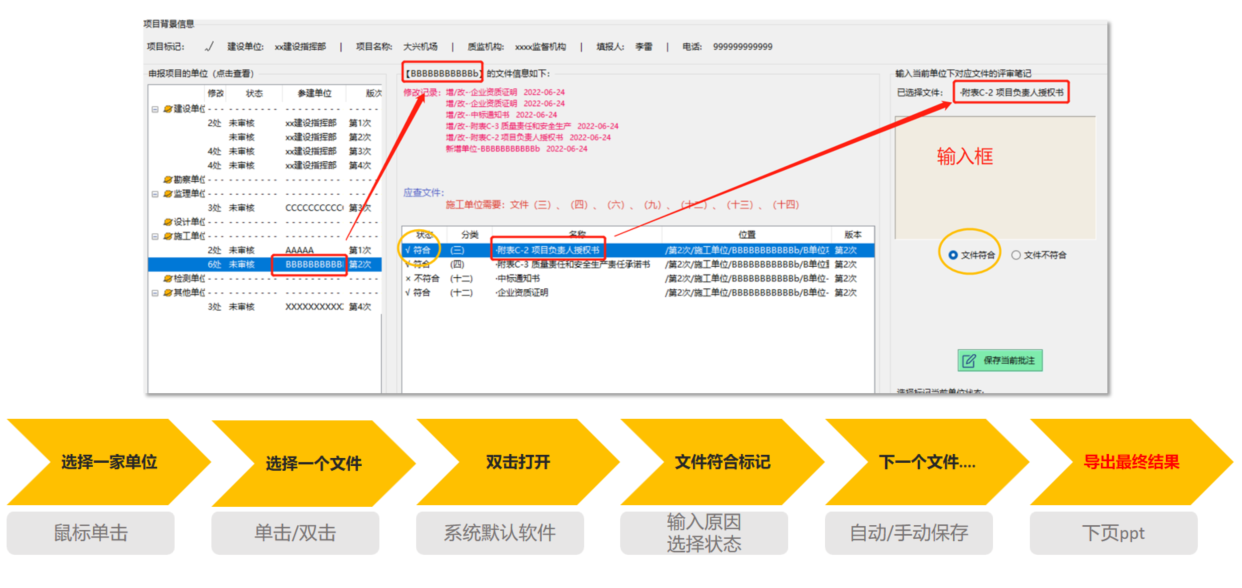 项目背景信息
项目标记: √ 建设单位: xx建设指挥部 | 项目名称: 大兴机场 | 质监机构: xxxx监督机构 | 填报人: 李雷 | 电话: 999999999999
申报项目的单位（点击查看）
修改 状态 参建单位 版次
建设单位
2处 未审核 xx建设指挥部 第1次
未审核 xx建设指挥部 第2次
4处 未审核 xx建设指挥部 第3次
4处 未审核 xx建设指挥部 第4次
勘察单位
监理单位
3处 未审核 CCCCCCCCCC 第3次
设计单位
施工单位
2处 未审核 AAAAA 第1次
6处 未审核 BBBBBBBBBBB 第2次
检测单位
其他单位
3处 未审核 XXXXXXXXXX 第4次
【BBBBBBBBBBBb】的文件信息如下:
修改记录: 增/改--企业资质证明 2022-06-24
增/改--企业资质证明 2022-06-24
增/改--中标通知书 2022-06-24
增/改--附表C-3 质量责任和安全生产 2022-06-24
增/改--附表C-2 项目负责人授权书 2022-06-24
新增单位-BBBBBBBBBBBb 2022-06-24
应查文件:
施工单位需要: 文件（三）、（四）、（六）、（九）、（十二）、（十三）、（十四）
状态 分类 名称 位置 版本
√ 符合 (三) -附表C-2 项目负责人授权书 /第2次/施工单位/BBBBBBBBBBBb/B单位 第2次
√ 符合 (四) -附表C-3 质量责任和安全生产责任承诺书 /第2次/施工单位/BBBBBBBBBBBb/B单位 第2次
× 不符合 (十二) -中标通知书 /第2次/施工单位/BBBBBBBBBBBb/B单位- 第2次
√ 符合 (十二) -企业资质证明 /第2次/施工单位/BBBBBBBBBBBb/B单位- 第2次
输入当前单位下对应文件的评审笔记
已选择文件: -附表C-2 项目负责人授权书
输入框
文件符合 文件不符合
保存当前批注
选择标记当前单位状态:
选择一家单位
选择一个文件
双击打开
文件符合标记
下一个文件....
导出最终结果
鼠标单击
单击/双击
系统默认软件
输入原因
选择状态
自动/手动保存
下页ppt